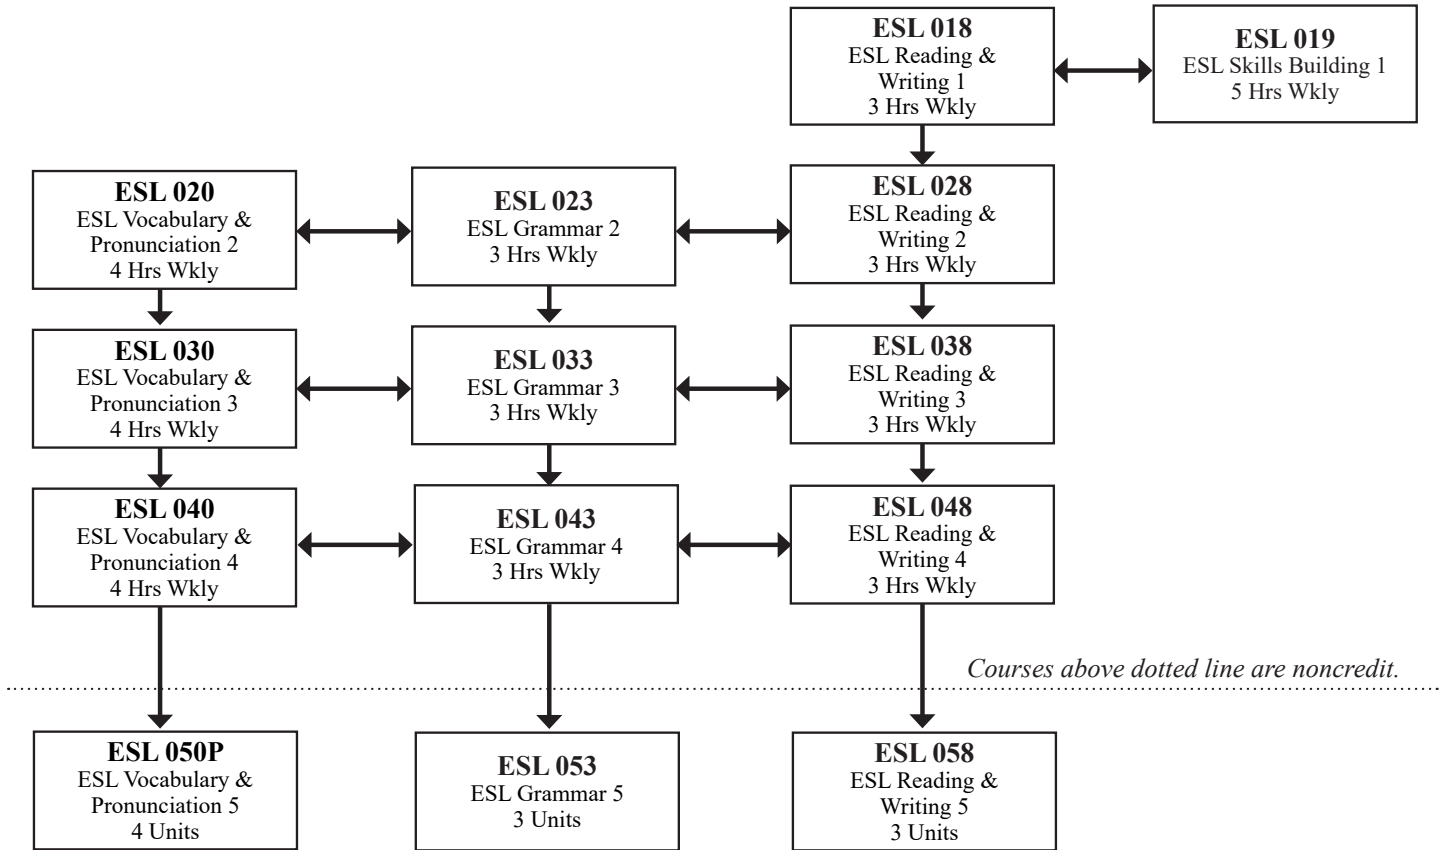 ESL 018
ESL Reading &
Writing 1
3 Hrs Wkly
ESL 019
ESL Skills Building 1
5 Hrs Wkly
ESL 020
ESL Vocabulary &
Pronunciation 2
4 Hrs Wkly
ESL 023
ESL Grammar 2
3 Hrs Wkly
ESL 028
ESL Reading &
Writing 2
3 Hrs Wkly
ESL 030
ESL Vocabulary &
Pronunciation 3
4 Hrs Wkly
ESL 033
ESL Grammar 3
3 Hrs Wkly
ESL 038
ESL Reading &
Writing 3
3 Hrs Wkly
ESL 040
ESL Vocabulary &
Pronunciation 4
4 Hrs Wkly
ESL 043
ESL Grammar 4
3 Hrs Wkly
ESL 048
ESL Reading &
Writing 4
3 Hrs Wkly
Courses above dotted line are noncredit.
ESL 050P
ESL Vocabulary &
Pronunciation 5
4 Units
ESL 053
ESL Grammar 5
3 Units
ESL 058
ESL Reading &
Writing 5
3 Units